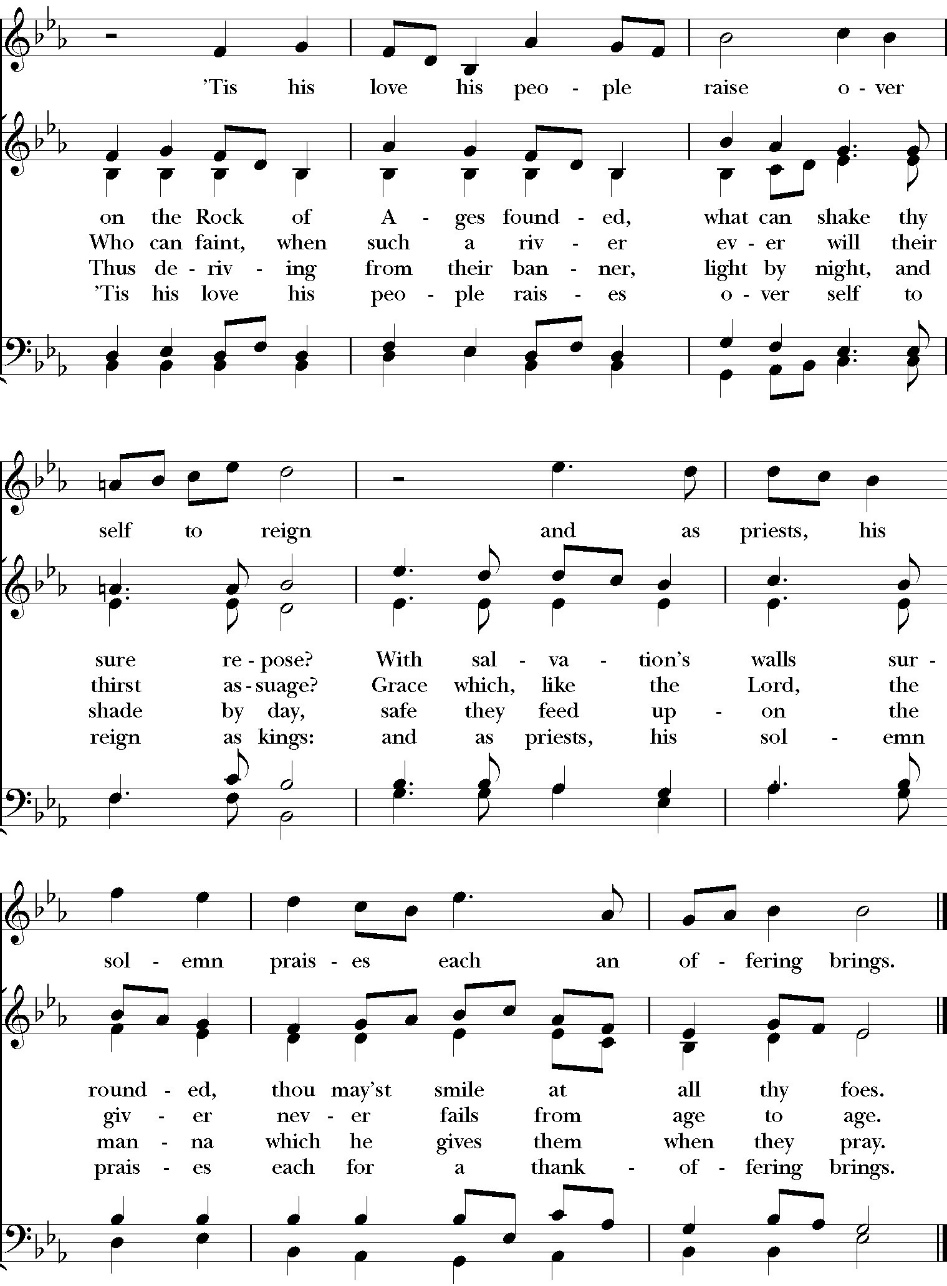 ’Tis his love his peo - ple raise o - ver
on the Rock of A - ges found - ed, what can shake thy
Who can faint, when such a riv - er ev - er will their
Thus de - riv - ing from their ban - ner, light by night, and
’Tis his love his peo - ple rais - es o - ver self to
self to reign and as priests, his
sure re - pose? With sal - va - tion’s walls sur -
thirst as - suage? Grace which, like the Lord, the
shade by day, safe they feed up - on the
reign as kings: and as priests, his sol - emn
sol - emn prais - es each an of - fering brings.
round - ed, thou may’st smile at all thy foes.
giv - er nev - er fails from age to age.
man - na which he gives them when they pray.
prais - es each for a thank - of - fering brings.